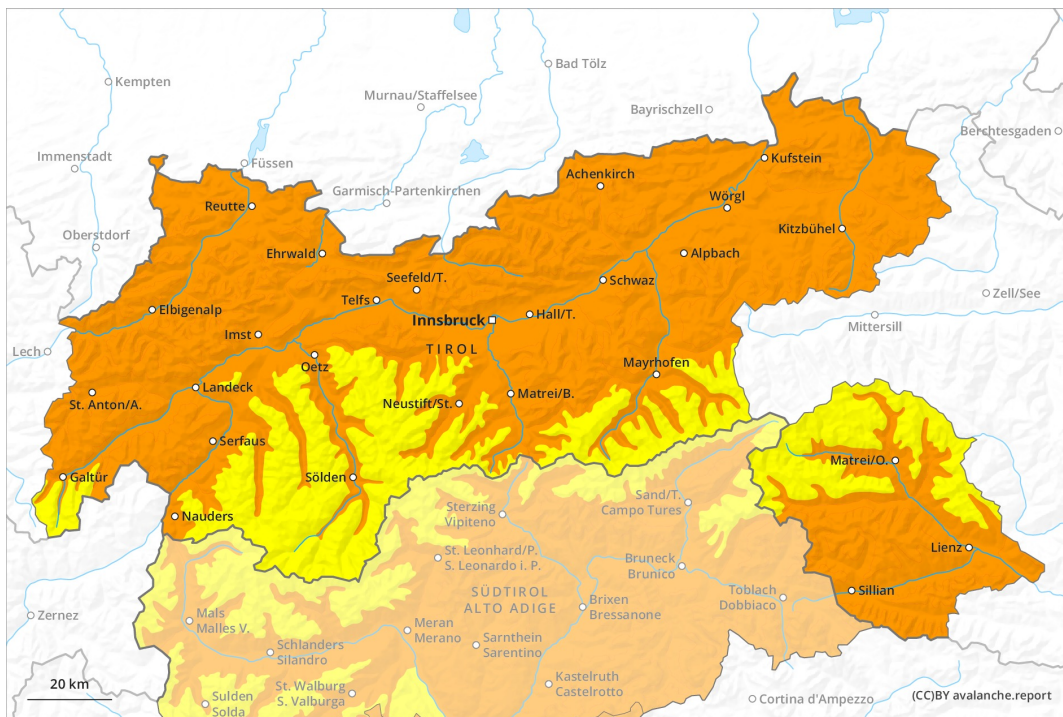 Kempten
Bad Tölz
Murnau/Staffelsee
Bayrischzell
Berchtesgaden
Immenstadt
Füssen
Kufstein
Achenkirch
Garmisch-Partenkirchen
Wörgl
Reutte
Kitzbühel
Oberstdorf
Ehrwald
Alpbach
Seefeld/T.
Schwaz
Telfs
Zell/See
Elbigenalp
Innsbruck
Hall/T.
Mittersill
Imst
TIROL
Lech
Oetz
Mayrhofen
Landeck
St. Anton/A.
Neustift/St.
Matrei/B.
Serfaus
Matrei/O.
Galtür
Sölden
Sand/T.
Campo Tures
Sterzing
Vipiteno
Nauders
Lienz
St. Leonhard/P.
S. Leonardo i. P.
Bruneck
Brunico
Sillian
SÜDTIROL
ALTO ADIGE
Toblach
Dobbiaco
Zernez
Brixen
Bressanone
Mals
Malles V.
Meran
Merano
Sarnthein
Sarentino
Schlanders
Silandro
Kastelruth
Castelrotto
20 km
St. Walburg
S. Valburga
Sulden
Solda
Cortina d'Ampezzo
(CC)BY avalanche.report